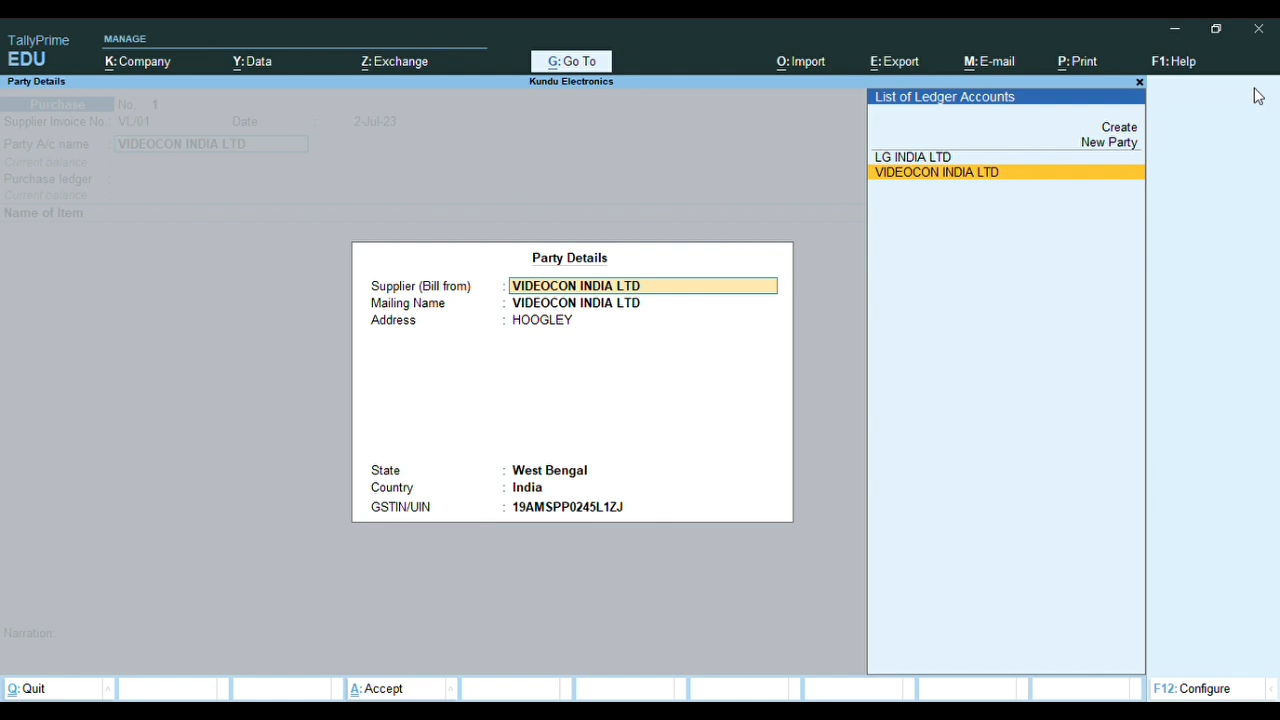 TallyPrime
EDU
MANAGE
K: Company Y: Data Z: Exchange G: Go To O: Import E: Export M: E-mail P: Print F1: Help
Party Details Kundu Electronics
Purchase No. 1
Supplier Invoice No. VL/01 Date : 2-Jul-23
Party A/c name : VIDEOCON INDIA LTD
Current balance :
Purchase ledger :
Current balance :
Name of Item
Party Details
Supplier (Bill from) : VIDEOCON INDIA LTD
Mailing Name : VIDEOCON INDIA LTD
Address : HOOGLEY
State : West Bengal
Country : India
GSTIN/UIN : 19AMSPP0245L1ZJ
List of Ledger Accounts
Create
New Party
LG INDIA LTD
VIDEOCON INDIA LTD
Narration:
Q: Quit A: Accept F12: Configure